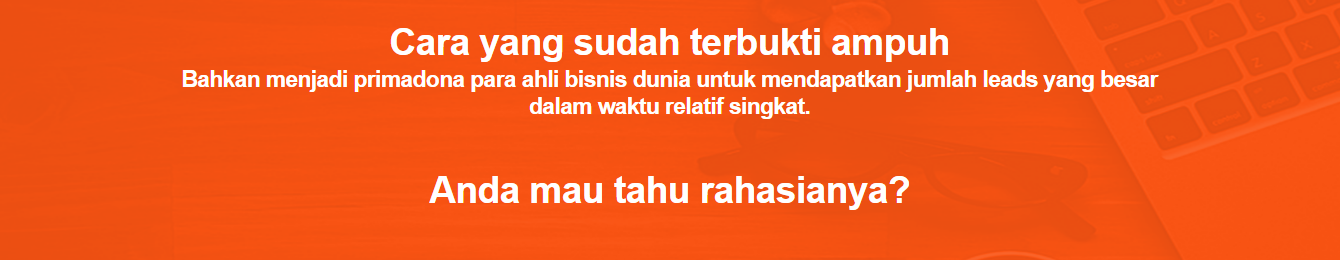 Cara yang sudah terbukti ampuh
Bahkan menjadi primadona para ahli bisnis dunia untuk mendapatkan jumlah leads yang besar
dalam waktu relatif singkat.
Anda mau tahu rahasianya?